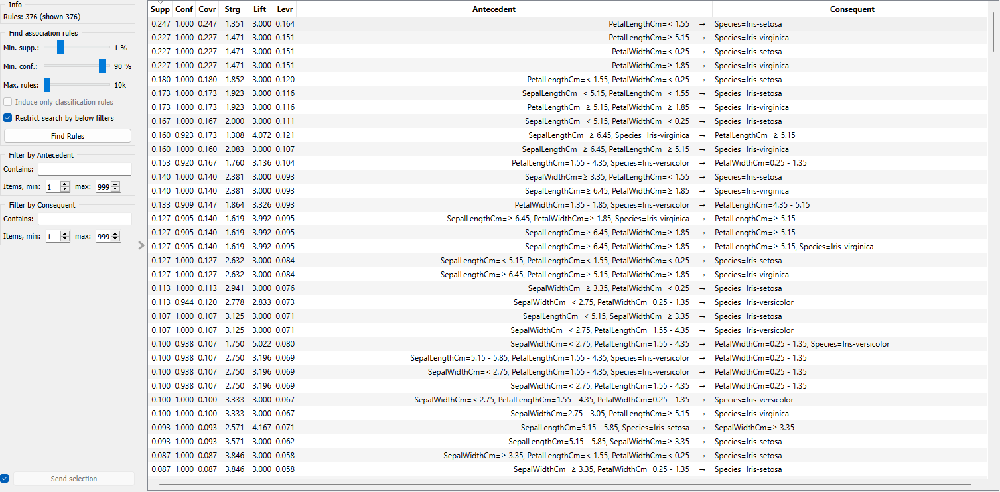 Info
Rules: 376 (shown 376)
Find association rules
Min. supp.: 1 %
Min. conf.: 90 %
Max. rules: 10k
Induce only classification rules
Restrict search by below filters
Find Rules
Filter by Antecedent
Contains:
Items, min: 1 max: 999
Filter by Consequent
Contains:
Items, min: 1 max: 999
Send selection
Supp Conf Covr Strg Lift Levr Antecedent Consequent
0.247 1.000 0.247 1.351 3.000 0.164 PetalLengthCm=< 1.55 → Species=Iris-setosa
0.227 1.000 0.227 1.471 3.000 0.151 PetalLengthCm=≥ 5.15 → Species=Iris-virginica
0.227 1.000 0.227 1.471 3.000 0.151 PetalWidthCm=< 0.25 → Species=Iris-setosa
0.227 1.000 0.227 1.471 3.000 0.151 PetalWidthCm=≥ 1.85 → Species=Iris-virginica
0.180 1.000 0.180 1.852 3.000 0.120 PetalLengthCm=< 1.55, PetalWidthCm=< 0.25 → Species=Iris-setosa
0.173 1.000 0.173 1.923 3.000 0.116 SepalLengthCm=< 5.15, PetalLengthCm=< 1.55 → Species=Iris-setosa
0.173 1.000 0.173 1.923 3.000 0.116 PetalLengthCm=≥ 5.15, PetalWidthCm=≥ 1.85 → Species=Iris-virginica
0.167 1.000 0.167 2.000 3.000 0.111 SepalLengthCm=< 5.15, PetalWidthCm=< 0.25 → Species=Iris-setosa
0.160 0.923 0.173 1.308 4.072 0.121 SepalLengthCm=≥ 6.45, Species=Iris-virginica → PetalLengthCm=≥ 5.15
0.160 1.000 0.160 2.083 3.000 0.107 SepalLengthCm=≥ 6.45, PetalLengthCm=≥ 5.15 → Species=Iris-virginica
0.153 0.920 0.167 1.760 3.136 0.104 PetalLengthCm=1.55 - 4.35, Species=Iris-versicolor → PetalWidthCm=0.25 - 1.35
0.140 1.000 0.140 2.381 3.000 0.093 SepalWidthCm=≥ 3.35, PetalLengthCm=< 1.55 → Species=Iris-setosa
0.140 1.000 0.140 2.381 3.000 0.093 SepalLengthCm=≥ 6.45, PetalWidthCm=≥ 1.85 → Species=Iris-virginica
0.133 0.909 0.147 1.864 3.326 0.093 PetalWidthCm=1.35 - 1.85, Species=Iris-versicolor → PetalLengthCm=4.35 - 5.15
0.127 0.905 0.140 1.619 3.992 0.095 SepalLengthCm=≥ 6.45, PetalWidthCm=≥ 1.85, Species=Iris-virginica → PetalLengthCm=≥ 5.15
0.127 0.905 0.140 1.619 3.992 0.095 SepalLengthCm=≥ 6.45, PetalWidthCm=≥ 1.85 → PetalLengthCm=≥ 5.15
0.127 0.905 0.140 1.619 3.992 0.095 SepalLengthCm=≥ 6.45, PetalWidthCm=≥ 1.85 → PetalLengthCm=≥ 5.15, Species=Iris-virginica
0.127 1.000 0.127 2.632 3.000 0.084 SepalLengthCm=< 5.15, PetalLengthCm=< 1.55, PetalWidthCm=< 0.25 → Species=Iris-setosa
0.127 1.000 0.127 2.632 3.000 0.084 SepalLengthCm=≥ 6.45, PetalLengthCm=≥ 5.15, PetalWidthCm=≥ 1.85 → Species=Iris-virginica
0.113 1.000 0.113 2.941 3.000 0.076 SepalWidthCm=≥ 3.35, PetalWidthCm=< 0.25 → Species=Iris-setosa
0.113 0.944 0.120 2.778 2.833 0.073 SepalWidthCm=< 2.75, PetalWidthCm=0.25 - 1.35 → Species=Iris-versicolor
0.107 1.000 0.107 3.125 3.000 0.071 SepalLengthCm=< 5.15, SepalWidthCm=≥ 3.35 → Species=Iris-setosa
0.107 1.000 0.107 3.125 3.000 0.071 SepalWidthCm=< 2.75, PetalLengthCm=1.55 - 4.35 → Species=Iris-versicolor
0.100 0.938 0.107 1.750 5.022 0.080 SepalWidthCm=< 2.75, PetalLengthCm=1.55 - 4.35 → PetalWidthCm=0.25 - 1.35, Species=Iris-versicolor
0.100 0.938 0.107 2.750 3.196 0.069 SepalLengthCm=5.15 - 5.85, PetalLengthCm=1.55 - 4.35, Species=Iris-versicolor → PetalWidthCm=0.25 - 1.35
0.100 0.938 0.107 2.750 3.196 0.069 SepalWidthCm=< 2.75, PetalLengthCm=1.55 - 4.35, Species=Iris-versicolor → PetalWidthCm=0.25 - 1.35
0.100 0.938 0.107 2.750 3.196 0.069 SepalWidthCm=< 2.75, PetalLengthCm=1.55 - 4.35 → PetalWidthCm=0.25 - 1.35
0.100 1.000 0.100 3.333 3.000 0.067 SepalWidthCm=< 2.75, PetalLengthCm=1.55 - 4.35, PetalWidthCm=0.25 - 1.35 → Species=Iris-versicolor
0.100 1.000 0.100 3.333 3.000 0.067 SepalWidthCm=2.75 - 3.05, PetalLengthCm=≥ 5.15 → Species=Iris-virginica
0.093 1.000 0.093 2.571 4.167 0.071 SepalLengthCm=5.15 - 5.85, Species=Iris-setosa → SepalWidthCm=≥ 3.35
0.093 1.000 0.093 3.571 3.000 0.062 SepalLengthCm=5.15 - 5.85, SepalWidthCm=≥ 3.35 → Species=Iris-setosa
0.087 1.000 0.087 3.846 3.000 0.058 SepalWidthCm=≥ 3.35, PetalLengthCm=< 1.55, PetalWidthCm=< 0.25 → Species=Iris-setosa
0.087 1.000 0.087 3.846 3.000 0.058 SepalWidthCm=≥ 3.35, PetalWidthCm=0.25 - 1.35 → Species=Iris-setosa